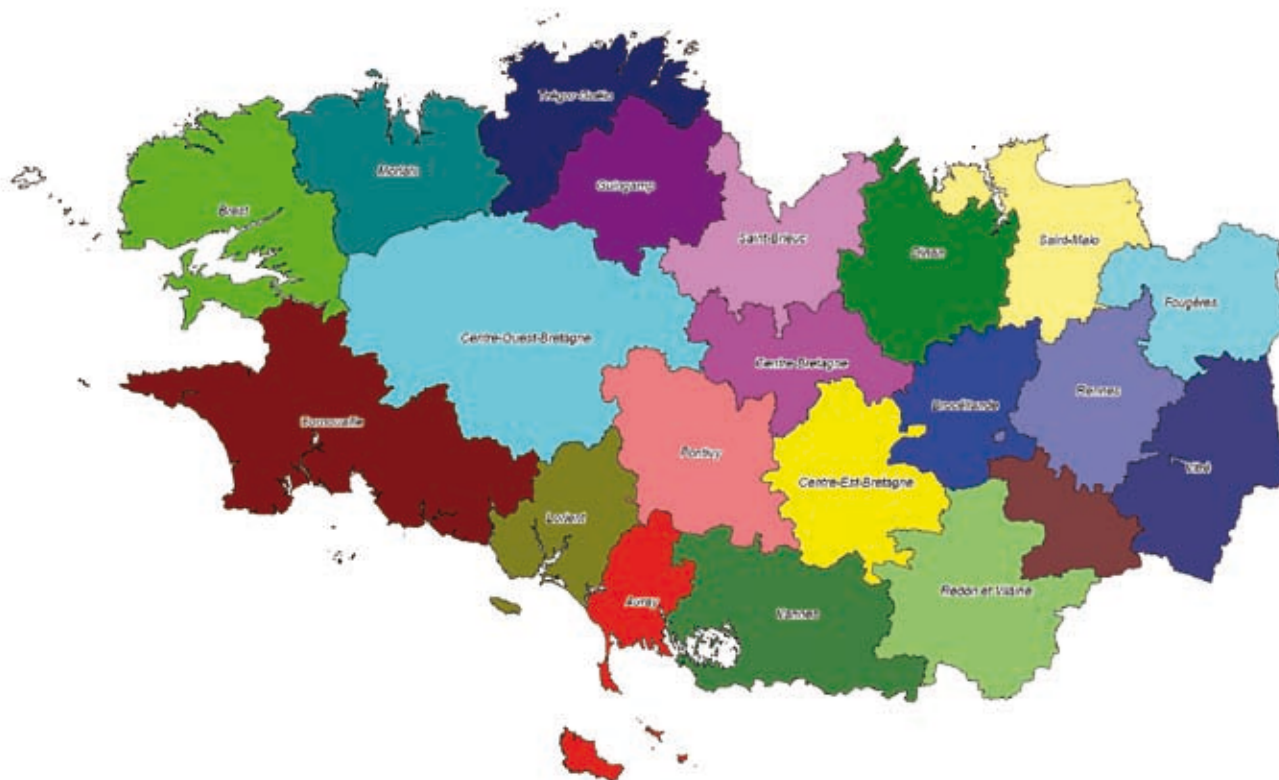 Trégor-Goëlo
Morlaix
Guingamp
Brest
Saint-Brieuc
Saint-Malo
Dinan
Fougères
Centre-Ouest-Bretagne
Centre-Bretagne
Rennes
Brocéliande
Cornouaille
Pontivy
Vitré
Centre-Est-Bretagne
Lorient
Redon et Vilaine
Auray
Vannes